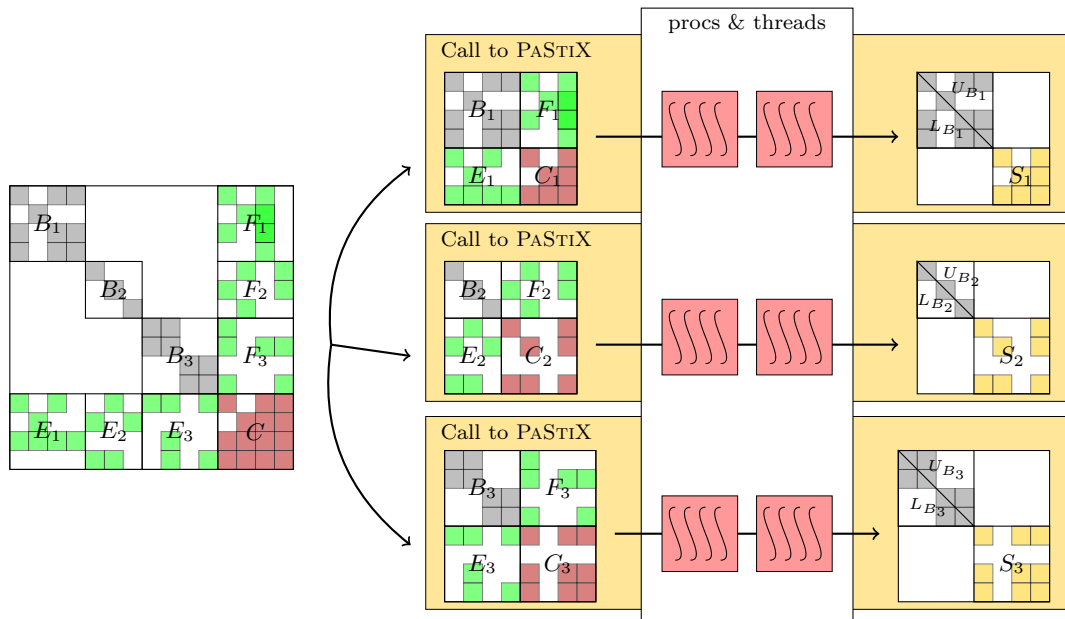 procs & threads
Call to PASTIX
B1 F1
E1 C1
UB1
LB1
S1
B1 F1
B2 F2
B3 F3
E1 E2 E3 C
Call to PASTIX
B2 F2
E2 C2
UB2
LB2
S2
Call to PASTIX
B3 F3
E3 C3
UB3
LB3
S3